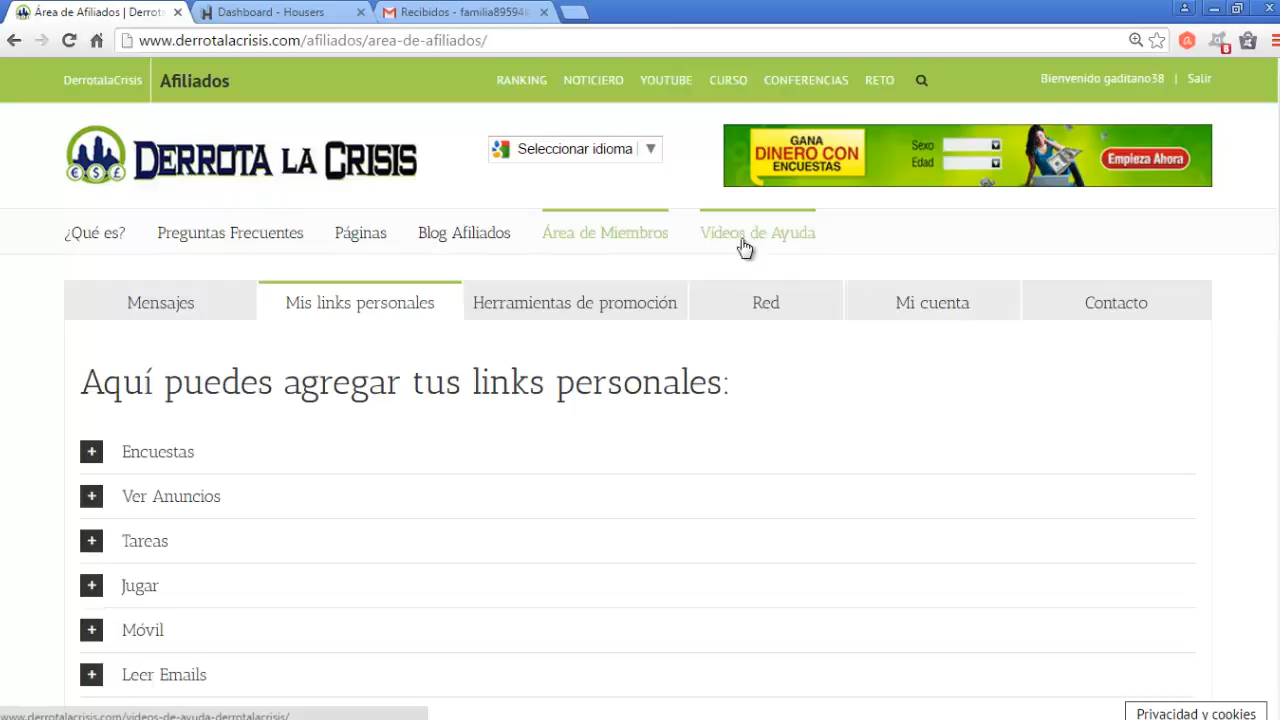 Área de Afiliados | Derrota
Dashboard - Housers
Recibidos - familia89594
www.derrotalacrisis.com/afiliados/area-de-afiliados/
8
DerrotalaCrisis
Afiliados
RANKING
NOTICIERO
YOUTUBE
CURSO
CONFERENCIAS
RETO
Bienvenido gaditano38 | Salir
DERROTA LA CRISIS
€ $ £
Seleccionar idioma
GANA
DINERO CON
ENCUESTAS
Sexo
Edad
Empieza Ahora
¿Qué es?
Preguntas Frecuentes
Páginas
Blog Afiliados
Área de Miembros
Vídeos de Ayuda
Mensajes
Mis links personales
Herramientas de promoción
Red
Mi cuenta
Contacto
Aquí puedes agregar tus links personales:
Encuestas
Ver Anuncios
Tareas
Jugar
Móvil
Leer Emails
www.derrotalacrisis.com/videos-de-ayuda-derrotalacrisis/
Privacidad y cookies